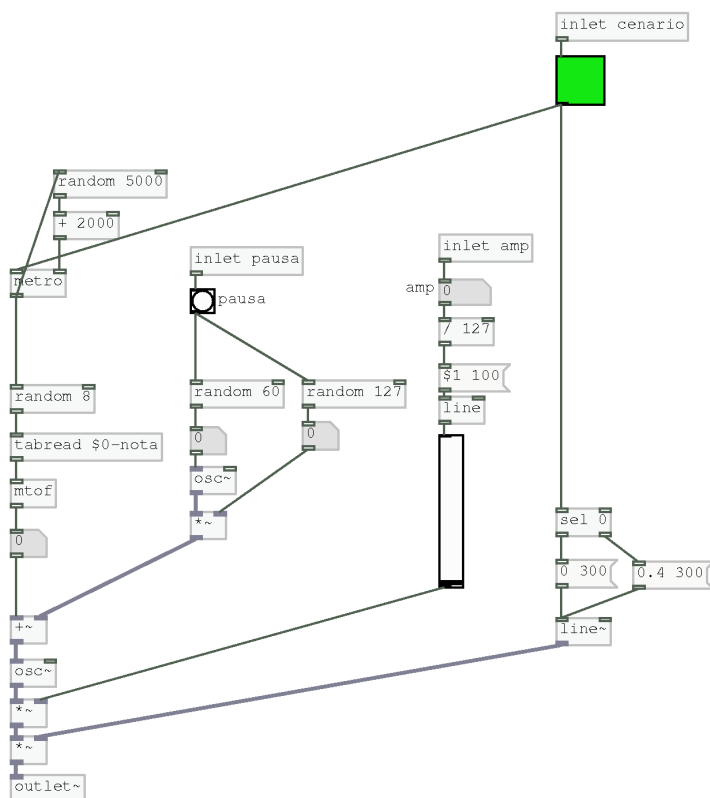 inlet cenario
random 5000
+ 2000
metro
inlet pausa
pausa
inlet amp
amp
0
/ 127
$1 100
line
random 8
random 60
random 127
0
0
tabread $0-nota
osc~
mtof
*~
0
sel 0
0 300
0.4 300
+~
line~
osc~
*~
*~
outlet~